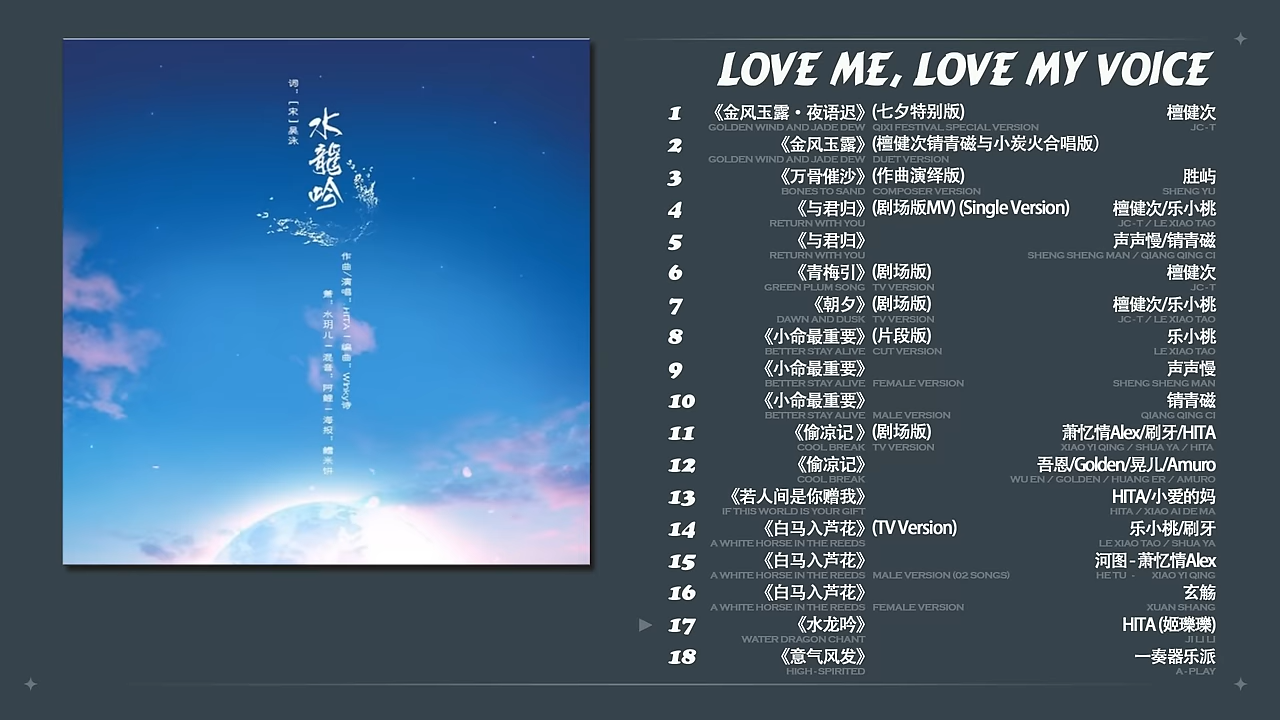 词：［宋］吴泳
水龍吟
作曲/演唱：HITA－编曲：Winky诗
萧：水玥儿－混音：阿鲤－海报：鳕米饼
LOVE ME, LOVE MY VOICE
1 《金风玉露·夜语迟》(七夕特别版) 檀健次
GOLDEN WIND AND JADE DEW QIXI FESTIVAL SPECIAL VERSION JC-T
2 《金风玉露》(檀健次锖青磁与小炭火合唱版)
GOLDEN WIND AND JADE DEW DUET VERSION
3 《万骨催沙》(作曲演绎版) 胜屿
BONES TO SAND COMPOSER VERSION SHENG YU
4 《与君归》(剧场版MV) (Single Version) 檀健次/乐小桃
RETURN WITH YOU JC-T / LE XIAO TAO
5 《与君归》 声声慢/锖青磁
RETURN WITH YOU SHENG SHENG MAN / QIANG QING CI
6 《青梅引》(剧场版) 檀健次
GREEN PLUM SONG TV VERSION JC-T
7 《朝夕》(剧场版) 檀健次/乐小桃
DAWN AND DUSK TV VERSION JC-T / LE XIAO TAO
8 《小命最重要》(片段版) 乐小桃
BETTER STAY ALIVE CUT VERSION LE XIAO TAO
9 《小命最重要》 声声慢
BETTER STAY ALIVE FEMALE VERSION SHENG SHENG MAN
10 《小命最重要》 锖青磁
BETTER STAY ALIVE MALE VERSION QIANG QING CI
11 《偷凉记 》(剧场版) 萧忆情Alex/刷牙/HITA
COOL BREAK TV VERSION XIAO YI QING / SHUA YA / HITA
12 《偷凉记》 吾恩/Golden/晃儿/Amuro
COOL BREAK WU EN / GOLDEN / HUANG ER / AMURO
13 《若人间是你赠我》 HITA/小爱的妈
IF THIS WORLD IS YOUR GIFT HITA / XIAO AI DE MA
14 《白马入芦花》(TV Version) 乐小桃/刷牙
A WHITE HORSE IN THE REEDS LE XIAO TAO / SHUA YA
15 《白马入芦花》 河图 - 萧忆情Alex
A WHITE HORSE IN THE REEDS MALE VERSION (02 SONGS) HE TU - XIAO YI QING
16 《白马入芦花》 玄觞
A WHITE HORSE IN THE REEDS FEMALE VERSION XUAN SHANG
17 《水龙吟》 HITA (姬瓅瓅)
WATER DRAGON CHANT JI LI LI
18 《意气风发》 一奏器乐派
HIGH-SPIRITED A-PLAY